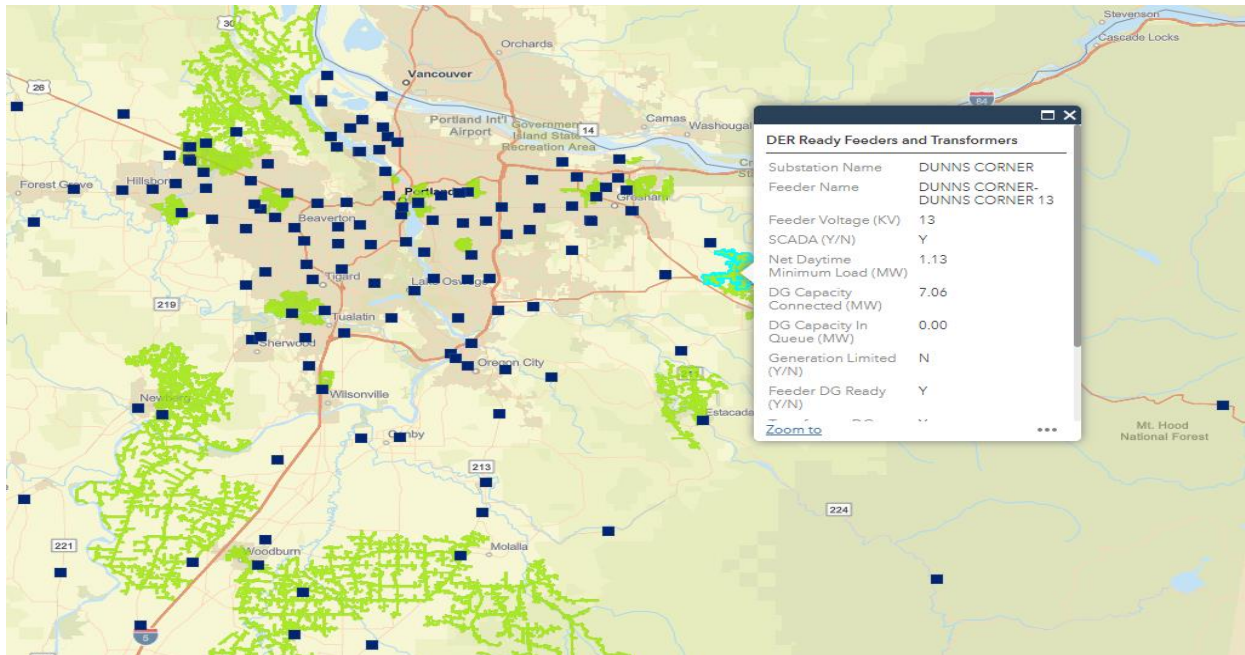 30
Stevenson
Cascade Locks
Orchards
Vancouver
26
84
Portland Int'l
Airport
Government
Island State
Recreation Area
14
Camas
Washougal
DER Ready Feeders and Transformers
Substation Name DUNNS CORNER
Feeder Name DUNNS CORNER-
DUNNS CORNER 13
Feeder Voltage (KV) 13
SCADA (Y/N) Y
Net Daytime 1.13
Minimum Load (MW)
DG Capacity 7.06
Connected (MW)
DG Capacity In 0.00
Queue (MW)
Generation Limited N
(Y/N)
Feeder DG Ready Y
(Y/N)
Zoom to
Forest Grove
Hillsboro
Portland
Gresham
Beaverton
Tigard
Lake Oswego
219
Tualatin
Sherwood
Oregon City
211
Newberg
Wilsonville
Estacada
Canby
Mt. Hood
National Forest
213
224
221
Woodburn
Molalla
5